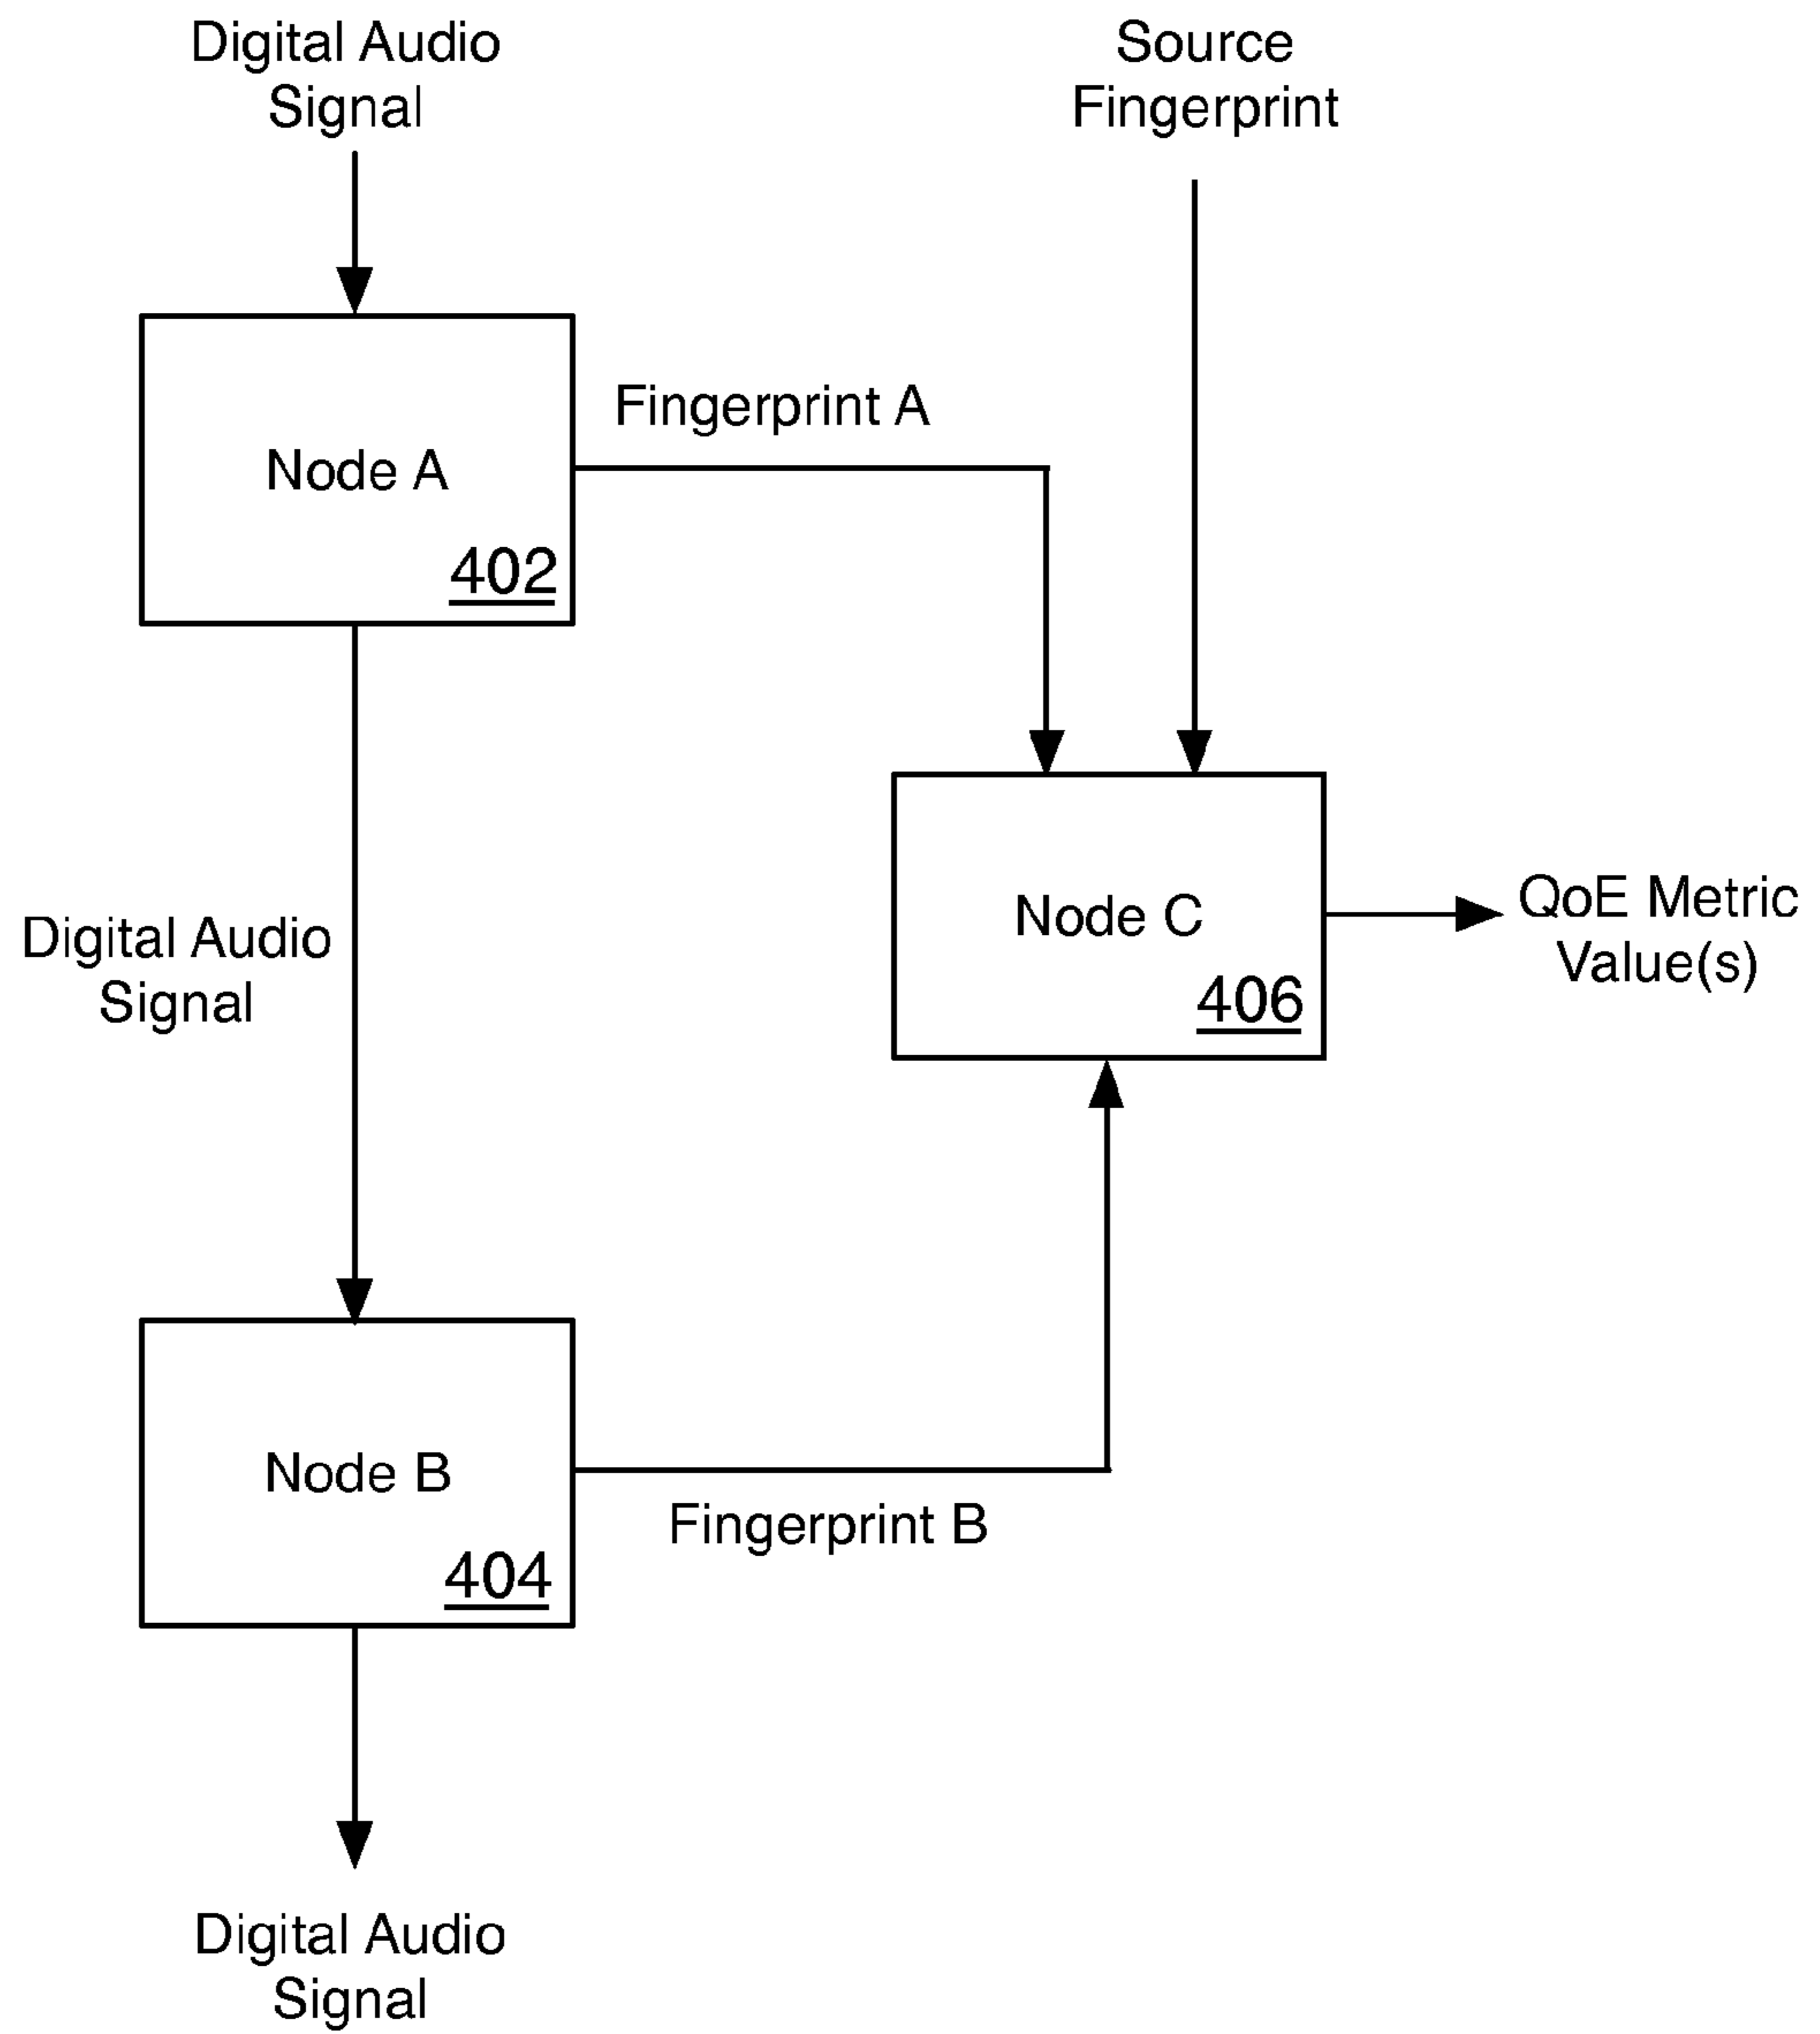 Digital Audio
Signal
Source
Fingerprint
Fingerprint A
Node A
402
Digital Audio
Signal
Node C
406
QoE Metric
Value(s)
Node B
404
Fingerprint B
Digital Audio
Signal